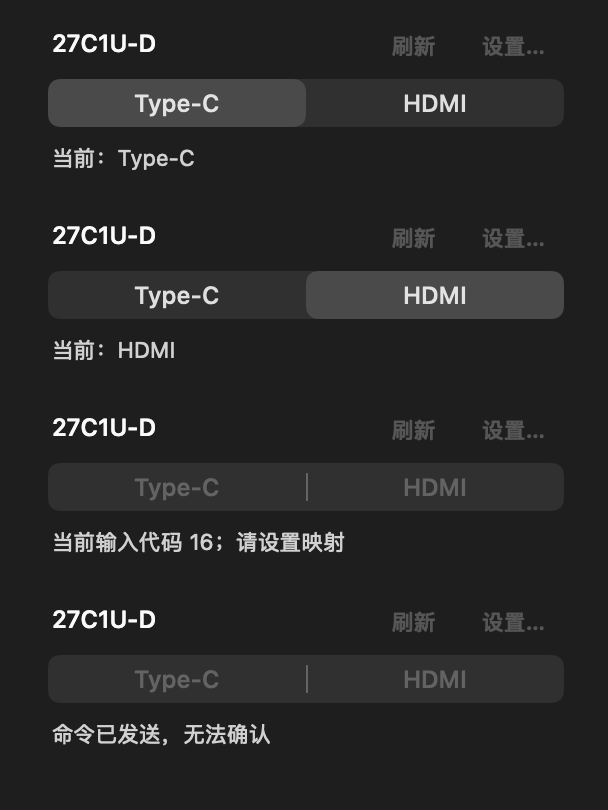 27C1U-D 刷新 设置...
Type-C HDMI
当前：Type-C
27C1U-D 刷新 设置...
Type-C HDMI
当前：HDMI
27C1U-D 刷新 设置...
Type-C HDMI
当前输入代码 16；请设置映射
27C1U-D 刷新 设置...
Type-C HDMI
命令已发送，无法确认